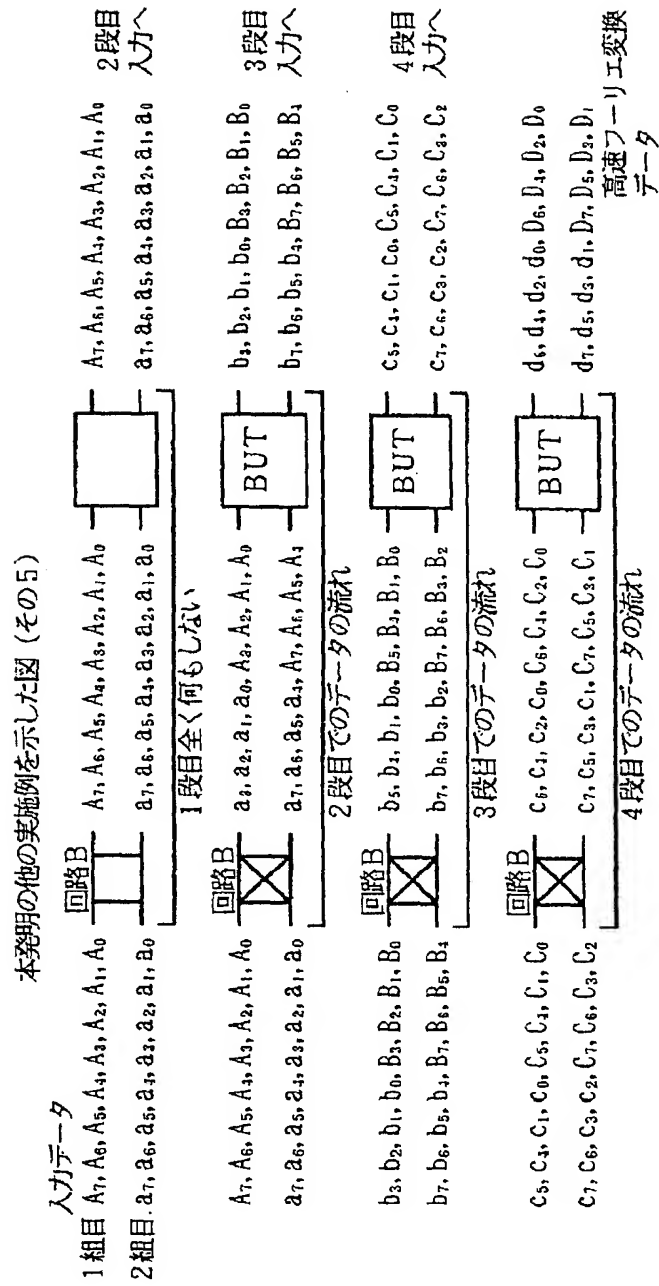 本発明の他の実施例を示した図(その5)
入力データ
1組目 A₇, A₆, A₅, A₄, A₃, A₂, A₁, A₀
2組目. a₇, a₆, a₅, a₄, a₃, a₂, a₁, a₀
回路B
A₇, A₆, A₅, A₄, A₃, A₂, A₁, A₀
a₇, a₆, a₅, a₄, a₃, a₂, a₁, a₀
A₇, A₆, A₅, A₄, A₃, A₂, A₁, A₀
a₇, a₆, a₅, a₄, a₃, a₂, a₁, a₀
2段目
入力へ
1段目全く何もしない
A₇, A₆, A₅, A₄, A₃, A₂, A₁, A₀
a₇, a₆, a₅, a₄, a₃, a₂, a₁, a₀
回路B
a₃, a₂, a₁, a₀, A₃, A₂, A₁, A₀
a₇, a₆, a₅, a₄, A₇, A₆, A₅, A₄
BUT
b₃, b₂, b₁, b₀, B₃, B₂, B₁, B₀
b₇, b₆, b₅, b₄, B₇, B₆, B₅, B₄
3段目
入力へ
2段目でのデータの流れ
b₃, b₂, b₁, b₀, B₃, B₂, B₁, B₀
b₇, b₆, b₅, b₄, B₇, B₆, B₅, B₄
回路B
b₅, b₄, b₁, b₀, B₅, B₄, B₁, B₀
b₇, b₆, b₃, b₂, B₇, B₆, B₃, B₂
BUT
c₅, c₄, c₁, c₀, C₅, C₄, C₁, C₀
c₇, c₆, c₃, c₂, C₇, C₆, C₃, C₂
4段目
入力へ
3段目でのデータの流れ
c₅, c₄, c₁, c₀, C₅, C₄, C₁, C₀
c₇, c₆, c₃, c₂, C₇, C₆, C₃, C₂
回路B
c₆, c₄, c₂, c₀, C₆, C₄, C₂, C₀
c₇, c₅, c₃, c₁, C₇, C₅, C₃, C₁
BUT
d₆, d₄, d₂, d₀, D₆, D₄, D₂, D₀
d₇, d₅, d₃, d₁, D₇, D₅, D₃, D₁
高速フーリエ変換
データ
4段目でのデータの流れ